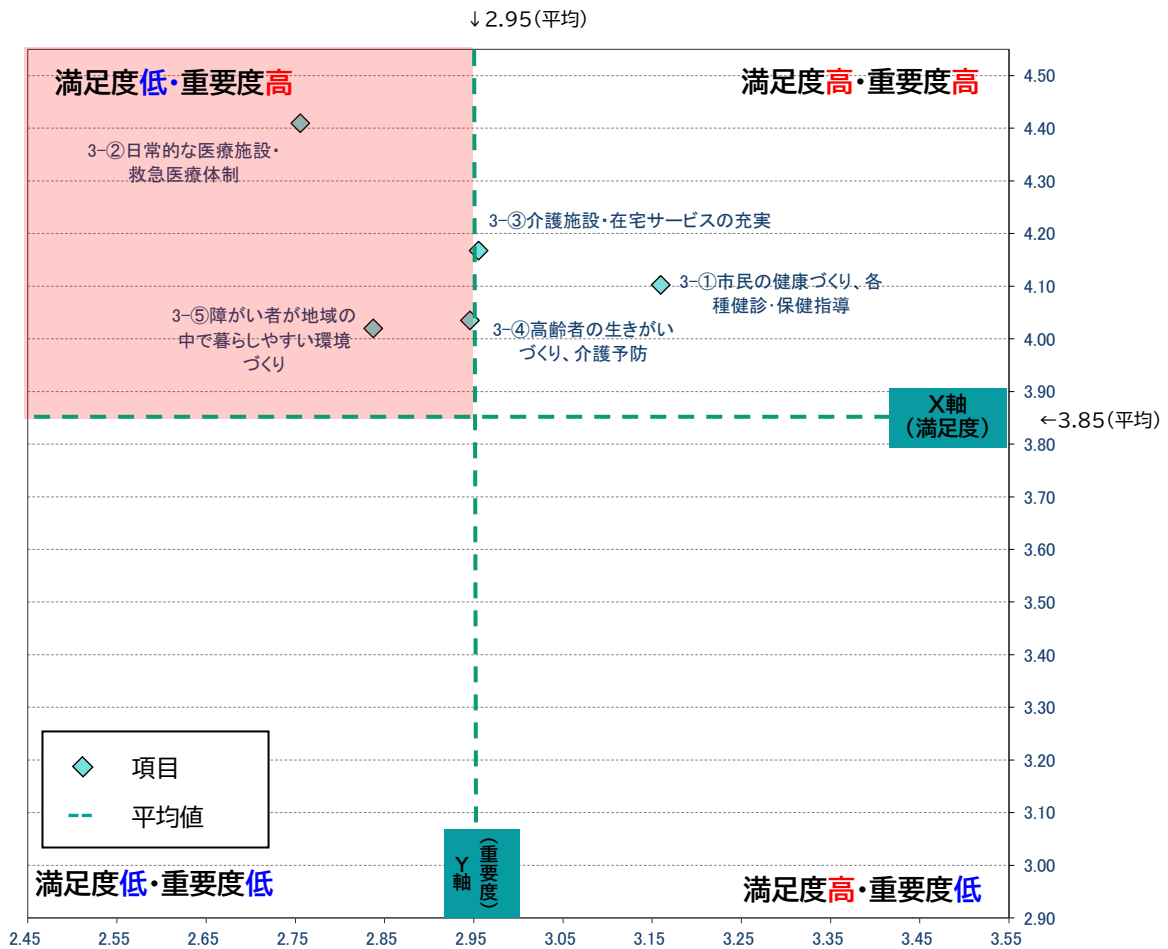 ↓2.95(平均)
満足度低・重要度高
満足度高・重要度高
3-②日常的な医療施設・
救急医療体制
3-③介護施設・在宅サービスの充実
3-①市民の健康づくり、各
種健診・保健指導
3-⑤障がい者が地域の
中で暮らしやすい環境
づくり
3-④高齢者の生きがい
づくり、介護予防
X軸
(満足度)
←3.85(平均)
4.50
4.40
4.30
4.20
4.10
4.00
3.90
3.80
3.70
3.60
3.50
3.40
3.30
3.20
3.10
3.00
2.90
項目
平均値
Y軸
(重要度)
満足度低・重要度低
満足度高・重要度低
2.45
2.55
2.65
2.75
2.85
2.95
3.05
3.15
3.25
3.35
3.45
3.55